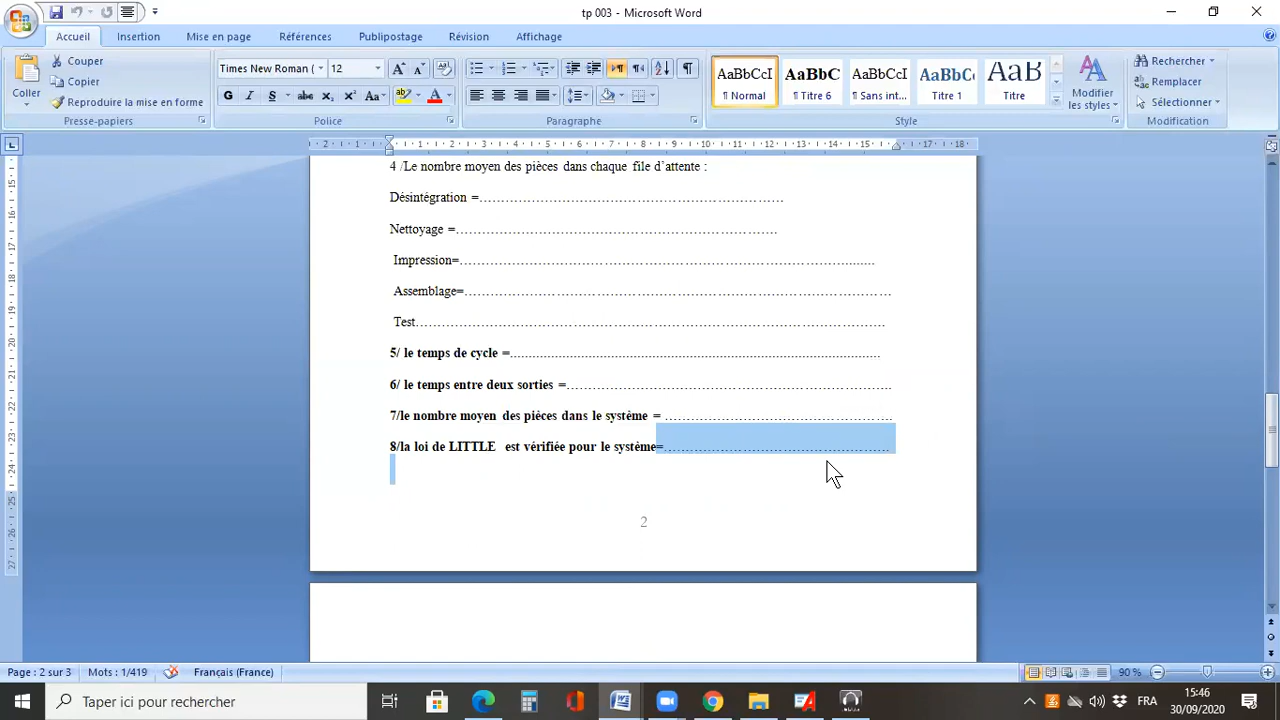 tp 003 - Microsoft Word
Accueil Insertion Mise en page Références Publipostage Révision Affichage
Coller
Couper
Copier
Reproduire la mise en forme
Presse-papiers
Times New Roman ( 12
G I S abc x₂ x² Aa
Police
Paragraphe
AaBbCcI AaBbC AaBbCcI AaBbC AaB
¶ Normal ¶ Titre 6 ¶ Sans int... Titre 1 Titre
Modifier les styles
Style
Rechercher
Remplacer
Sélectionner
Modification
4 /Le nombre moyen des pièces dans chaque file d’attente :
Désintégration =……………………………………………………
Nettoyage =………………………………………………………
Impression=…………………………………………………………………........
Assemblage=…………………………………………………………………………
Test…………………………………………………………………………………
5/ le temps de cycle =...................................................................................................
6/ le temps entre deux sorties =……………………………………………………….
7/le nombre moyen des pièces dans le système = ……………………………………….
8/la loi de LITTLE est vérifiée pour le système=………………………………………
2
Page : 2 sur 3 Mots : 1/419 Français (France) 90 %
Taper ici pour rechercher
FRA
15:46
30/09/2020